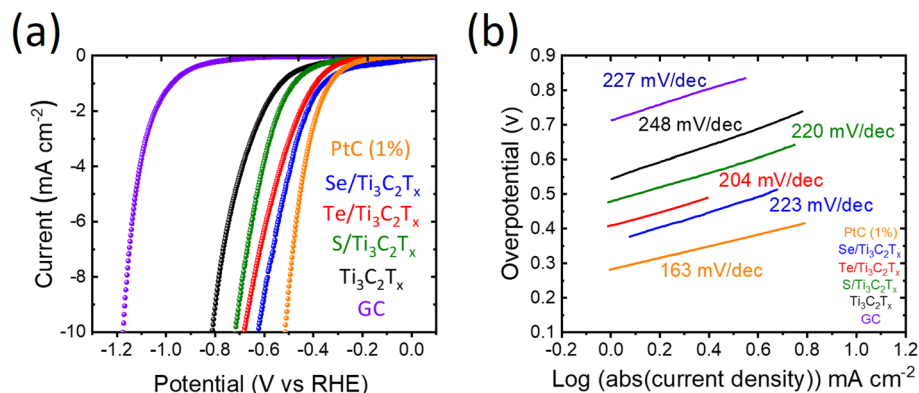 (a)
Current (mA cm⁻²)
0
-2
-4
-6
-8
-10
PtC (1%)
Se/Ti₃C₂Tₓ
Te/Ti₃C₂Tₓ
S/Ti₃C₂Tₓ
Ti₃C₂Tₓ
GC
-1.2 -0.9 -0.6 -0.4 -0.2 0.0
Potential (V vs RHE)
(b)
Overpotential (v)
0.9
0.8
0.7
0.6
0.5
0.4
0.3
0.2
0.1
227 mV/dec
248 mV/dec
220 mV/dec
204 mV/dec
223 mV/dec
163 mV/dec
PtC (1%)
Se/Ti₃C₂Tₓ
Te/Ti₃C₂Tₓ
S/Ti₃C₂Tₓ
Ti₃C₂Tₓ
GC
-0.2 0.0 0.2 0.4 0.6 0.8 1.0 1.2
Log (abs(current density)) mA cm⁻²